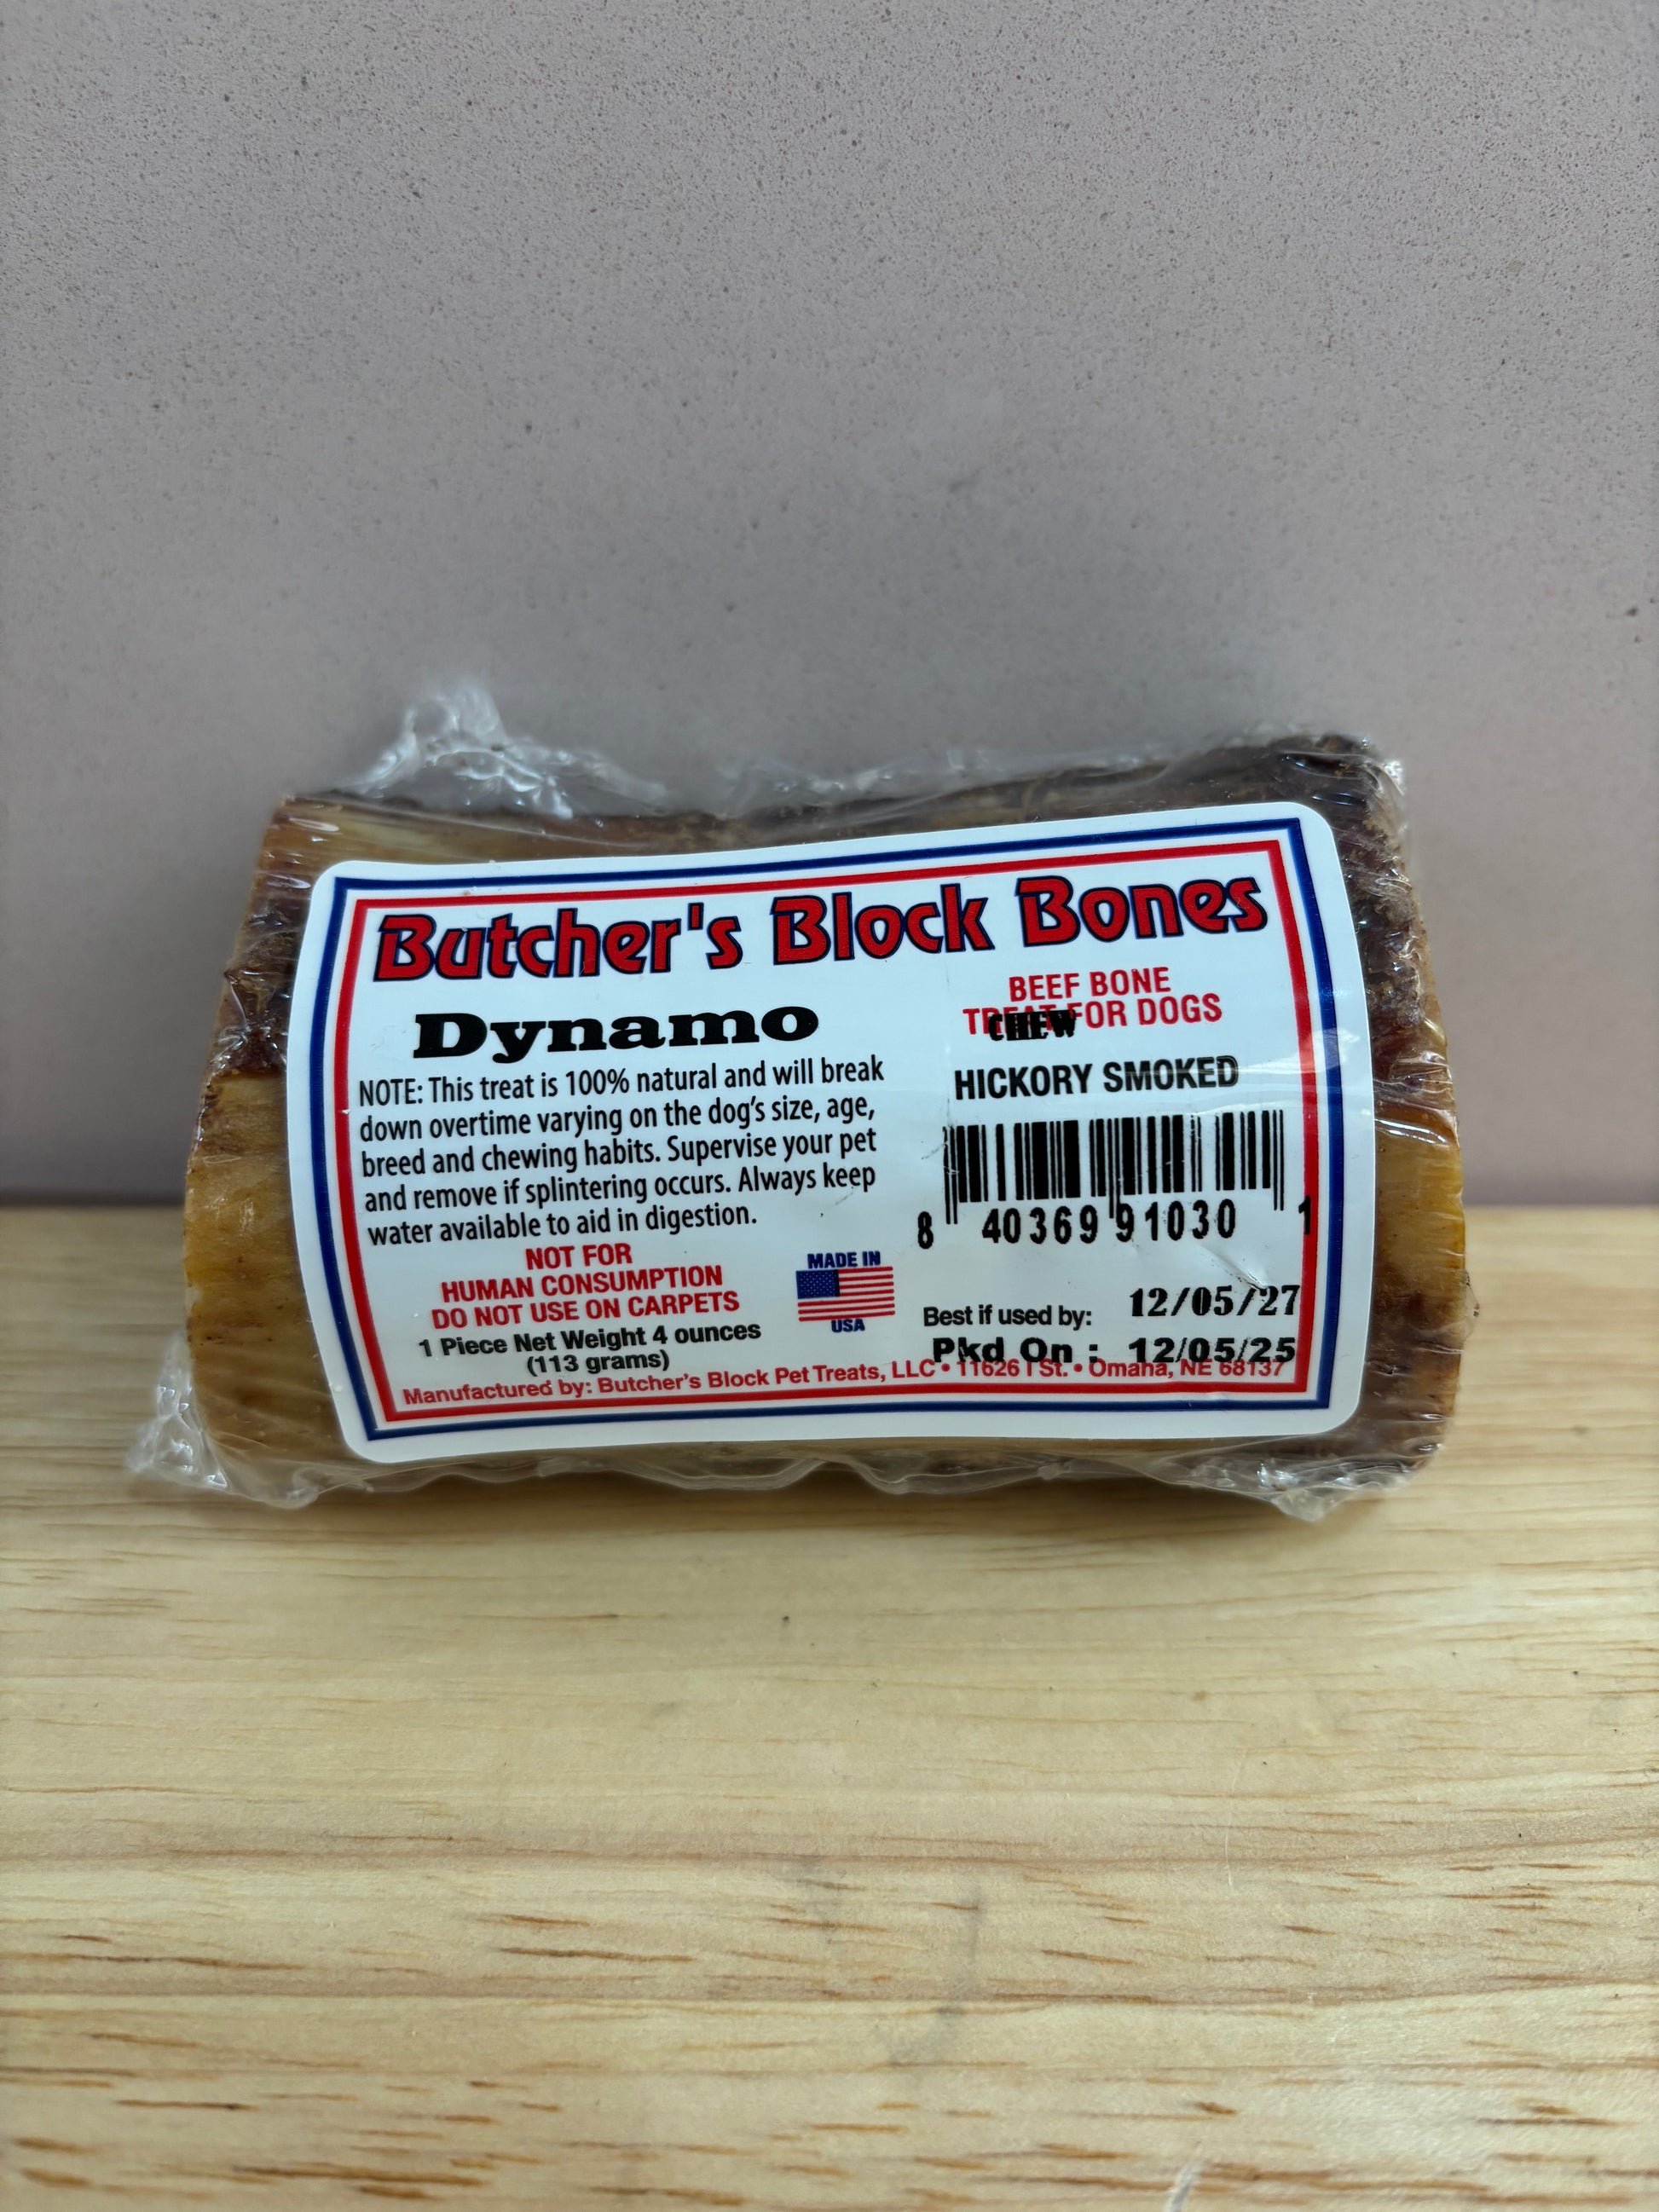 Butcher's Block Bones
Dynamo
NOTE: This treat is 100% natural and will break
down overtime varying on the dog's size, age,
breed and chewing habits. Supervise your pet
and remove if splintering occurs. Always keep
water available to aid in digestion.
NOT FOR
HUMAN CONSUMPTION
DO NOT USE ON CARPETS
1 Piece Net Weight 4 ounces
(113 grams)
MADE IN
USA
BEEF BONE
TREAT FOR DOGS
CHEW
HICKORY SMOKED
8 40369 91030 1
Best if used by: 12/05/27
Pkd On : 12/05/25
Manufactured by: Butcher's Block Pet Treats, LLC • 11626 I St. • Omaha, NE 68137